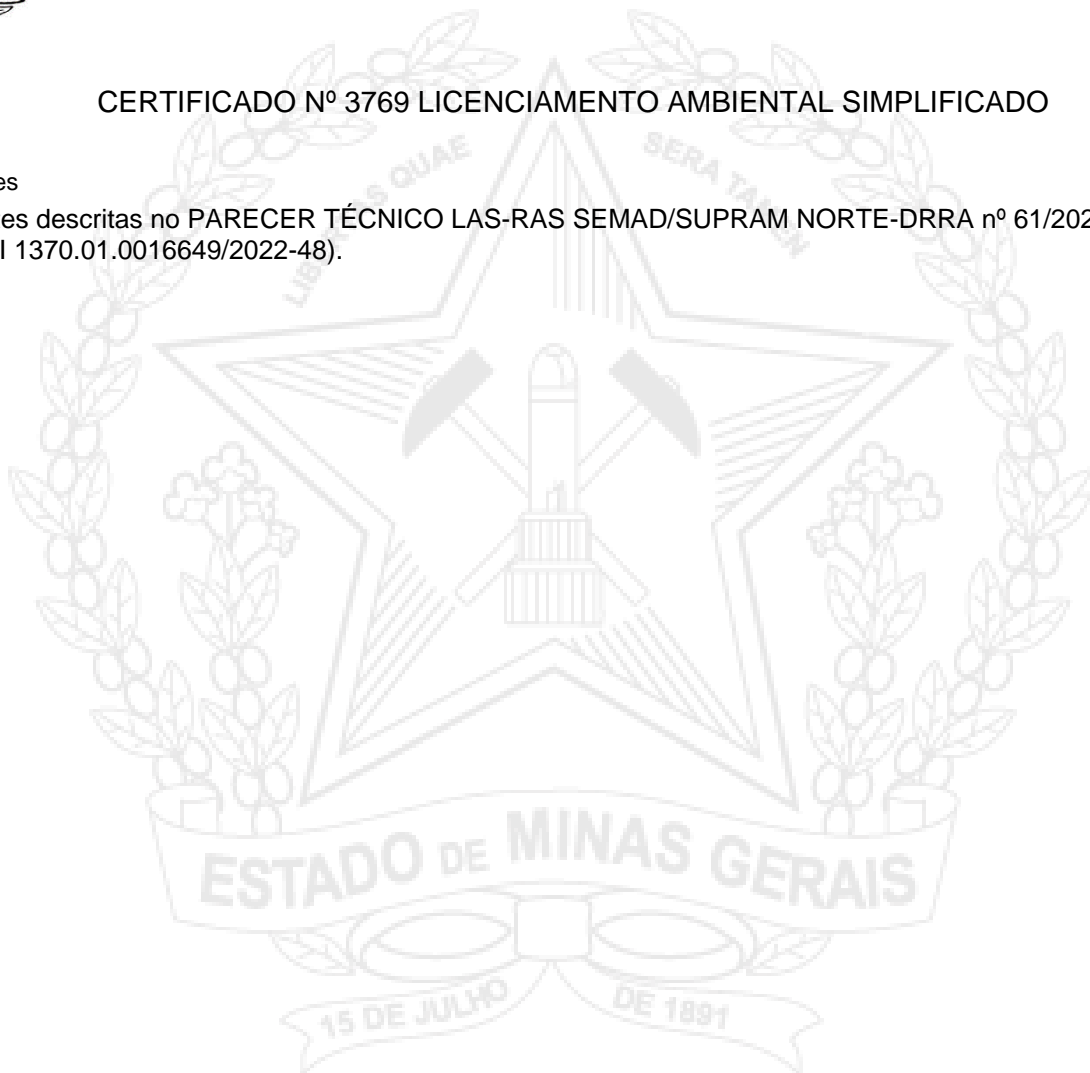 CERTIFICADO Nº 3769 LICENCIAMENTO AMBIENTAL SIMPLIFICADO
LIBERTAS QUAE SERA TAMEN
es
es descritas no PARECER TÉCNICO LAS-RAS SEMAD/SUPRAM NORTE-DRRA nº 61/202
I 1370.01.0016649/2022-48).
ESTADO DE MINAS GERAIS
15 DE JULHO DE 1891